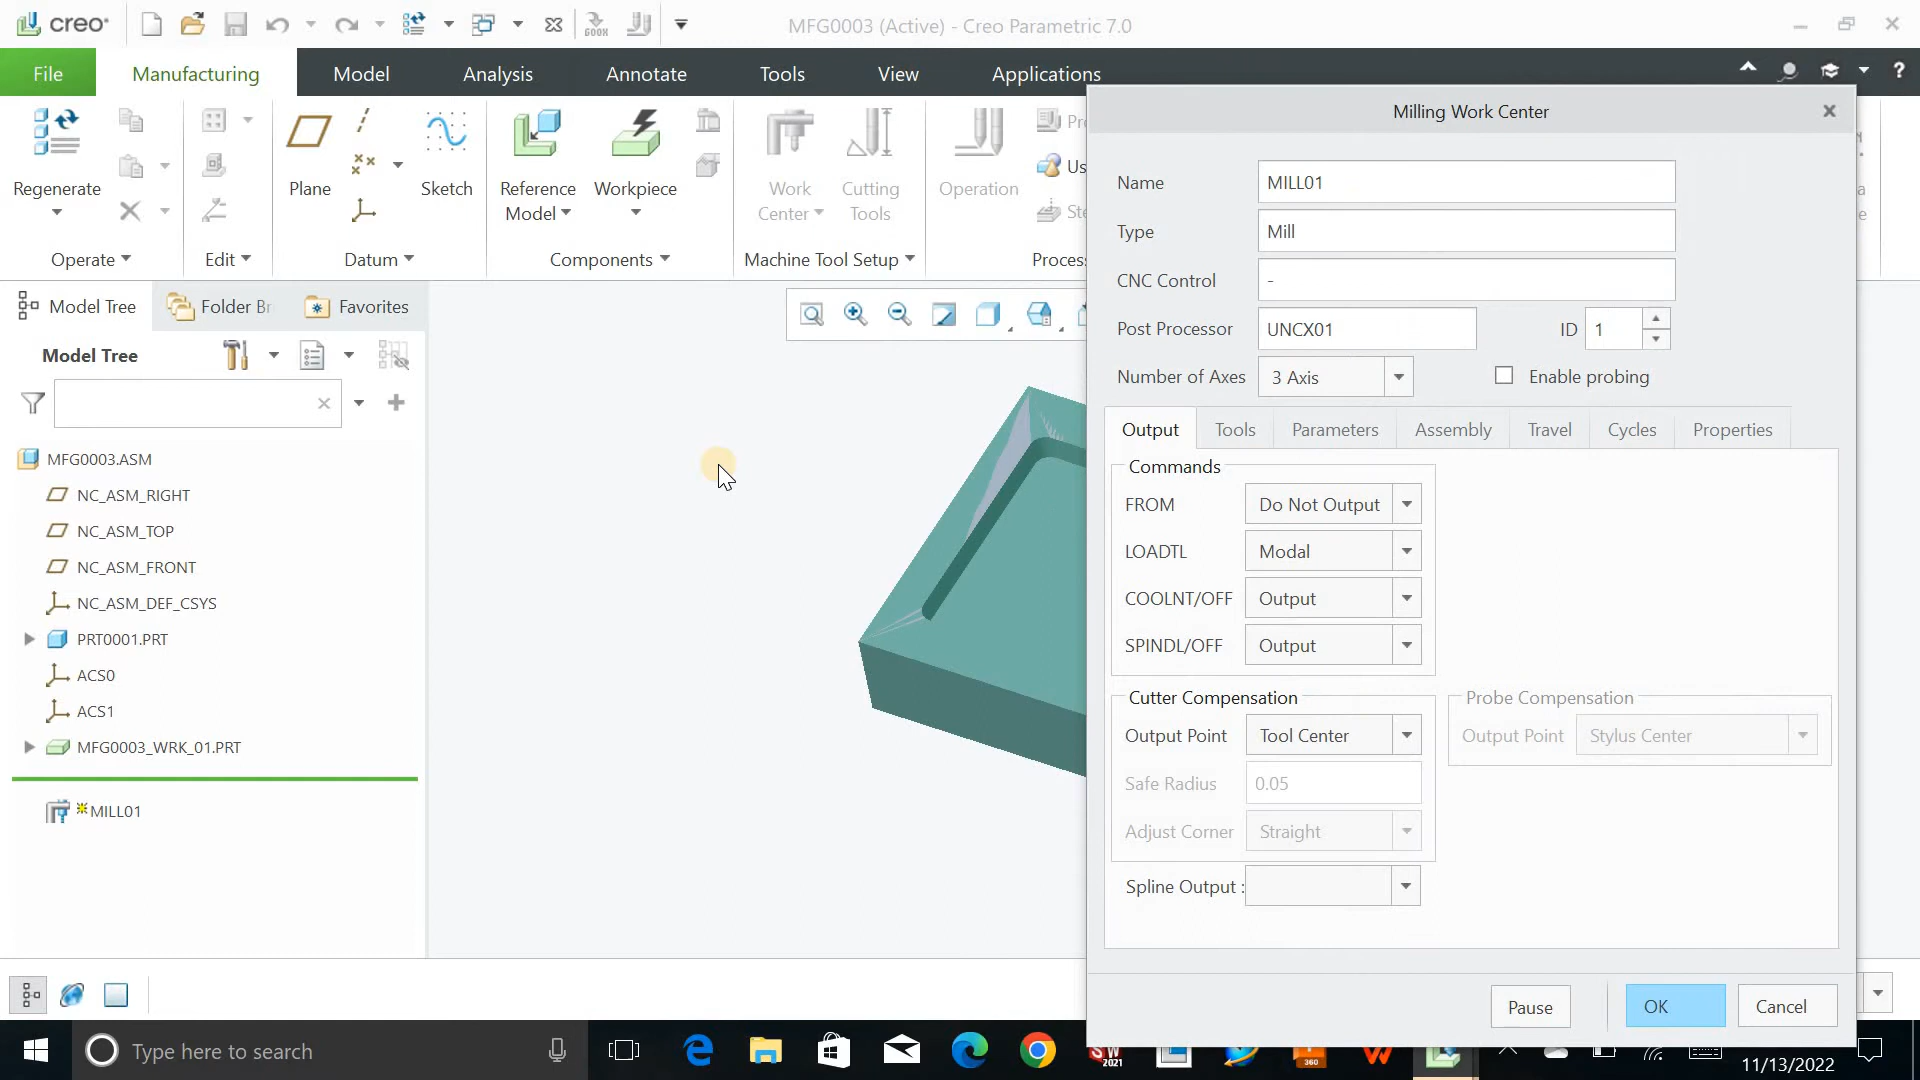 creo®
GOOX
MFG0003 (Active) - Creo Parametric 7.0
File Manufacturing Model Analysis Annotate Tools View Applications
Regenerate
Plane
Sketch
Reference Model
Workpiece
Work Center
Cutting Tools
Operation
Operate Edit Datum Components Machine Tool Setup Process
Milling Work Center
Name MILL01
Type Mill
CNC Control -
Post Processor UNCX01 ID 1
Number of Axes 3 Axis Enable probing
Output Tools Parameters Assembly Travel Cycles Properties
Commands
FROM Do Not Output
LOADTL Modal
COOLNT/OFF Output
SPINDL/OFF Output
Cutter Compensation Probe Compensation
Output Point Tool Center Output Point Stylus Center
Safe Radius 0.05
Adjust Corner Straight
Spline Output :
Pause OK Cancel
Model Tree Folder Br Favorites
Model Tree
MFG0003.ASM
NC_ASM_RIGHT
NC_ASM_TOP
NC_ASM_FRONT
NC_ASM_DEF_CSYS
PRT0001.PRT
ACS0
ACS1
MFG0003_WRK_01.PRT
MILL01
Type here to search
2021
360
11/13/2022